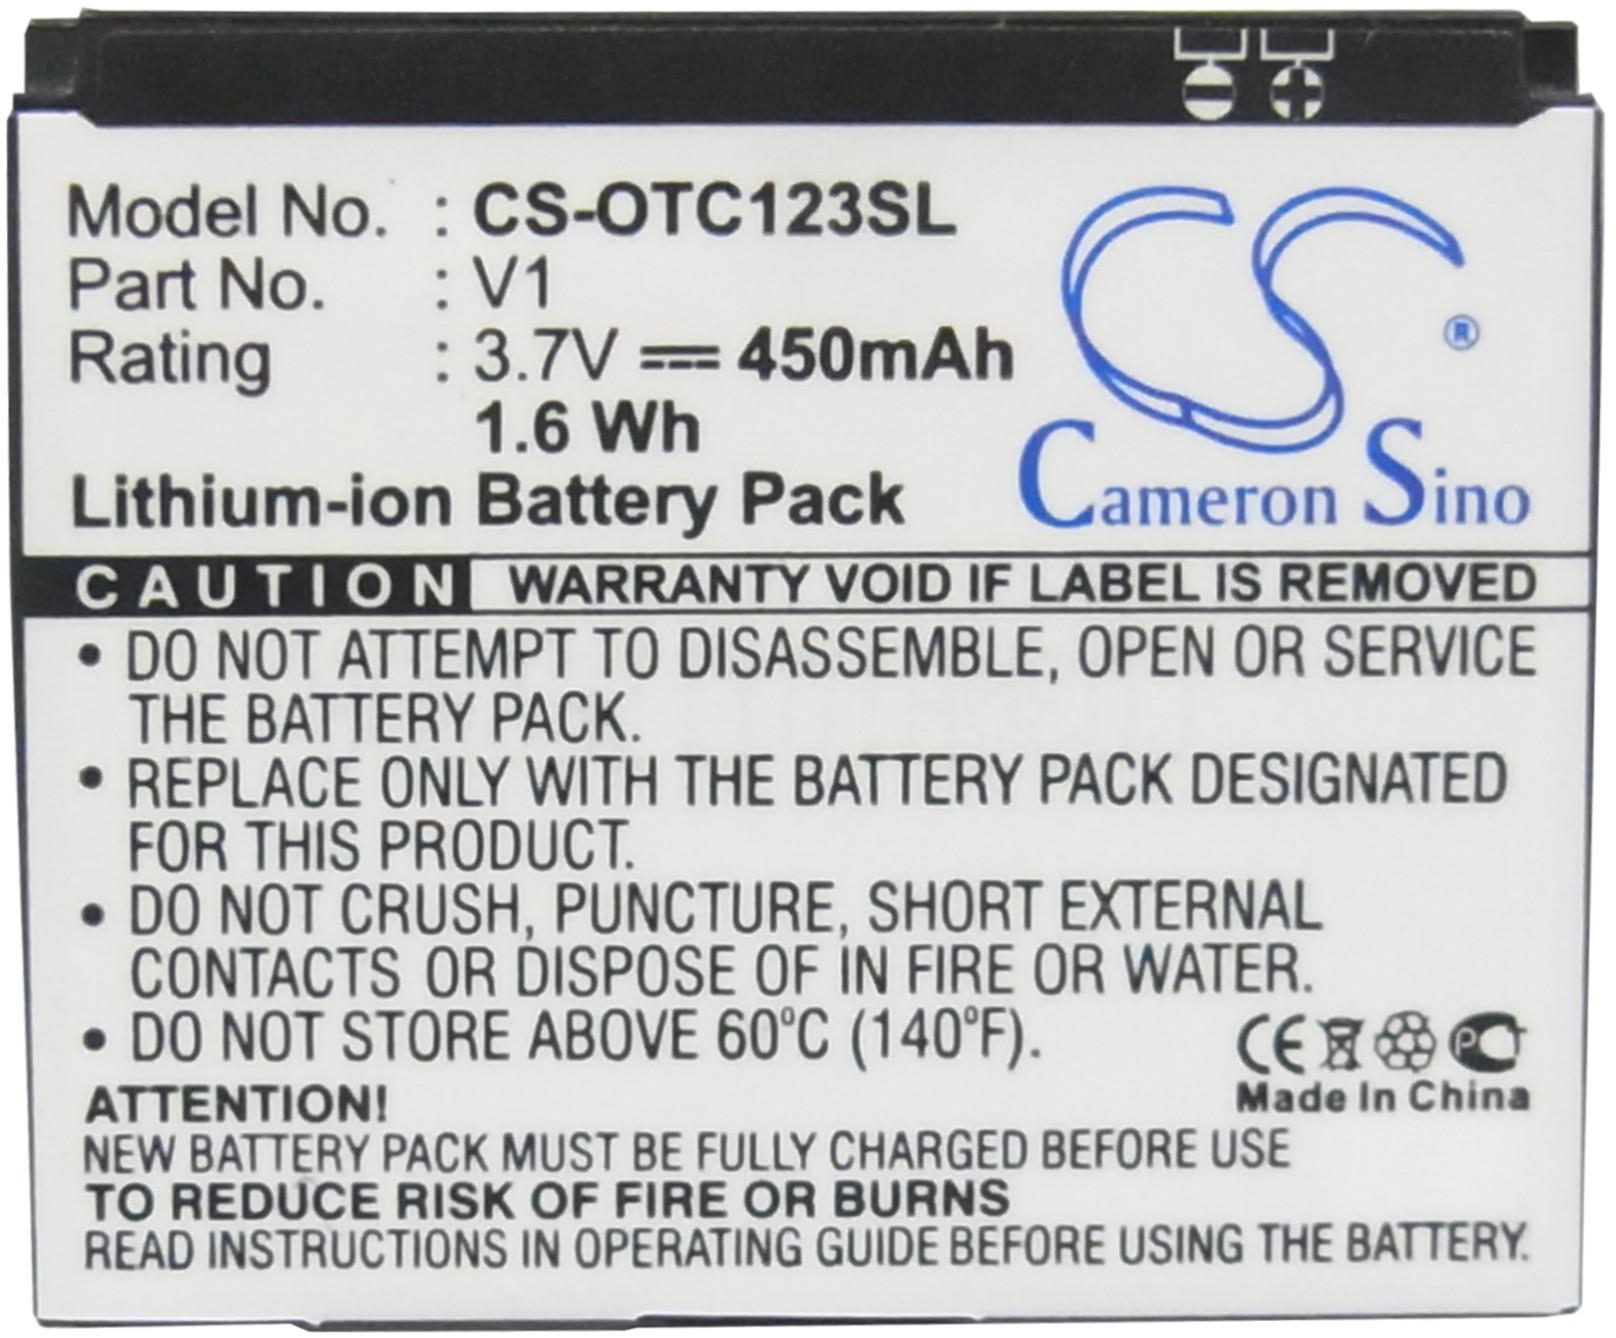 Model No. : CS-OTC123SL
Part No. : V1
Rating : 3.7V ⎓ 450mAh
1.6 Wh
Lithium-ion Battery Pack
CS®
Cameron Sino
CAUTION WARRANTY VOID IF LABEL IS REMOVED
• DO NOT ATTEMPT TO DISASSEMBLE, OPEN OR SERVICE
THE BATTERY PACK.
• REPLACE ONLY WITH THE BATTERY PACK DESIGNATED
FOR THIS PRODUCT.
• DO NOT CRUSH, PUNCTURE, SHORT EXTERNAL
CONTACTS OR DISPOSE OF IN FIRE OR WATER.
• DO NOT STORE ABOVE 60°C (140°F).
CE PC
Made In China
ATTENTION!
NEW BATTERY PACK MUST BE FULLY CHARGED BEFORE USE
TO REDUCE RISK OF FIRE OR BURNS
READ INSTRUCTIONS IN OPERATING GUIDE BEFORE USING THE BATTERY.